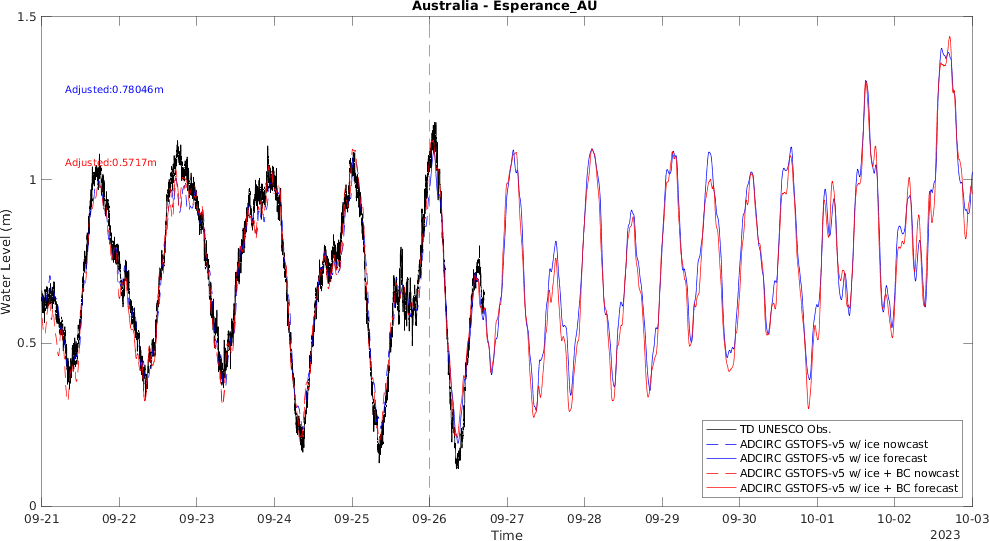 Australia - Esperance_AU
1.5
Adjusted:0.78046m
Adjusted:0.5717m
1
Water Level (m)
0.5
TD UNESCO Obs.
ADCIRC GSTOFS-v5 w/ ice nowcast
ADCIRC GSTOFS-v5 w/ ice forecast
ADCIRC GSTOFS-v5 w/ ice + BC nowcast
ADCIRC GSTOFS-v5 w/ ice + BC forecast
0
09-21 09-22 09-23 09-24 09-25 09-26 09-27 09-28 09-29 09-30 10-01 10-02 10-03
Time
2023